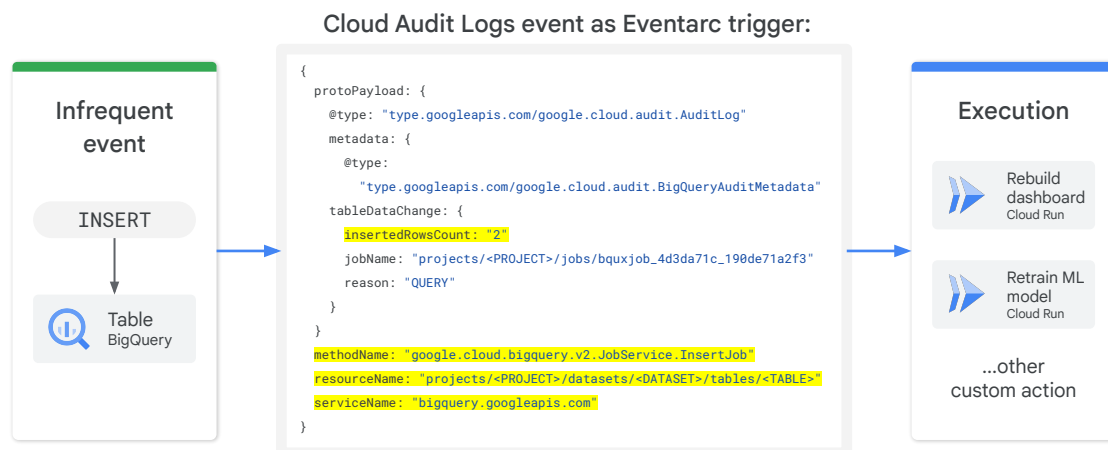 Cloud Audit Logs event as Eventarc trigger:
Infrequent
event
INSERT
Table
BigQuery
{
protoPayload: {
@type: "type.googleapis.com/google.cloud.audit.AuditLog"
metadata: {
@type:
"type.googleapis.com/google.cloud.audit.BigQueryAuditMetadata"
tableDataChange: {
insertedRowsCount: "2"
jobName: "projects/<PROJECT>/jobs/bquxjob_4d3da71c_190de71a2f3"
reason: "QUERY"
}
}
methodName: "google.cloud.bigquery.v2.JobService.InsertJob"
resourceName: "projects/<PROJECT>/datasets/<DATASET>/tables/<TABLE>"
serviceName: "bigquery.googleapis.com"
}
Execution
Rebuild
dashboard
Cloud Run
Retrain ML
model
Cloud Run
...other
custom action